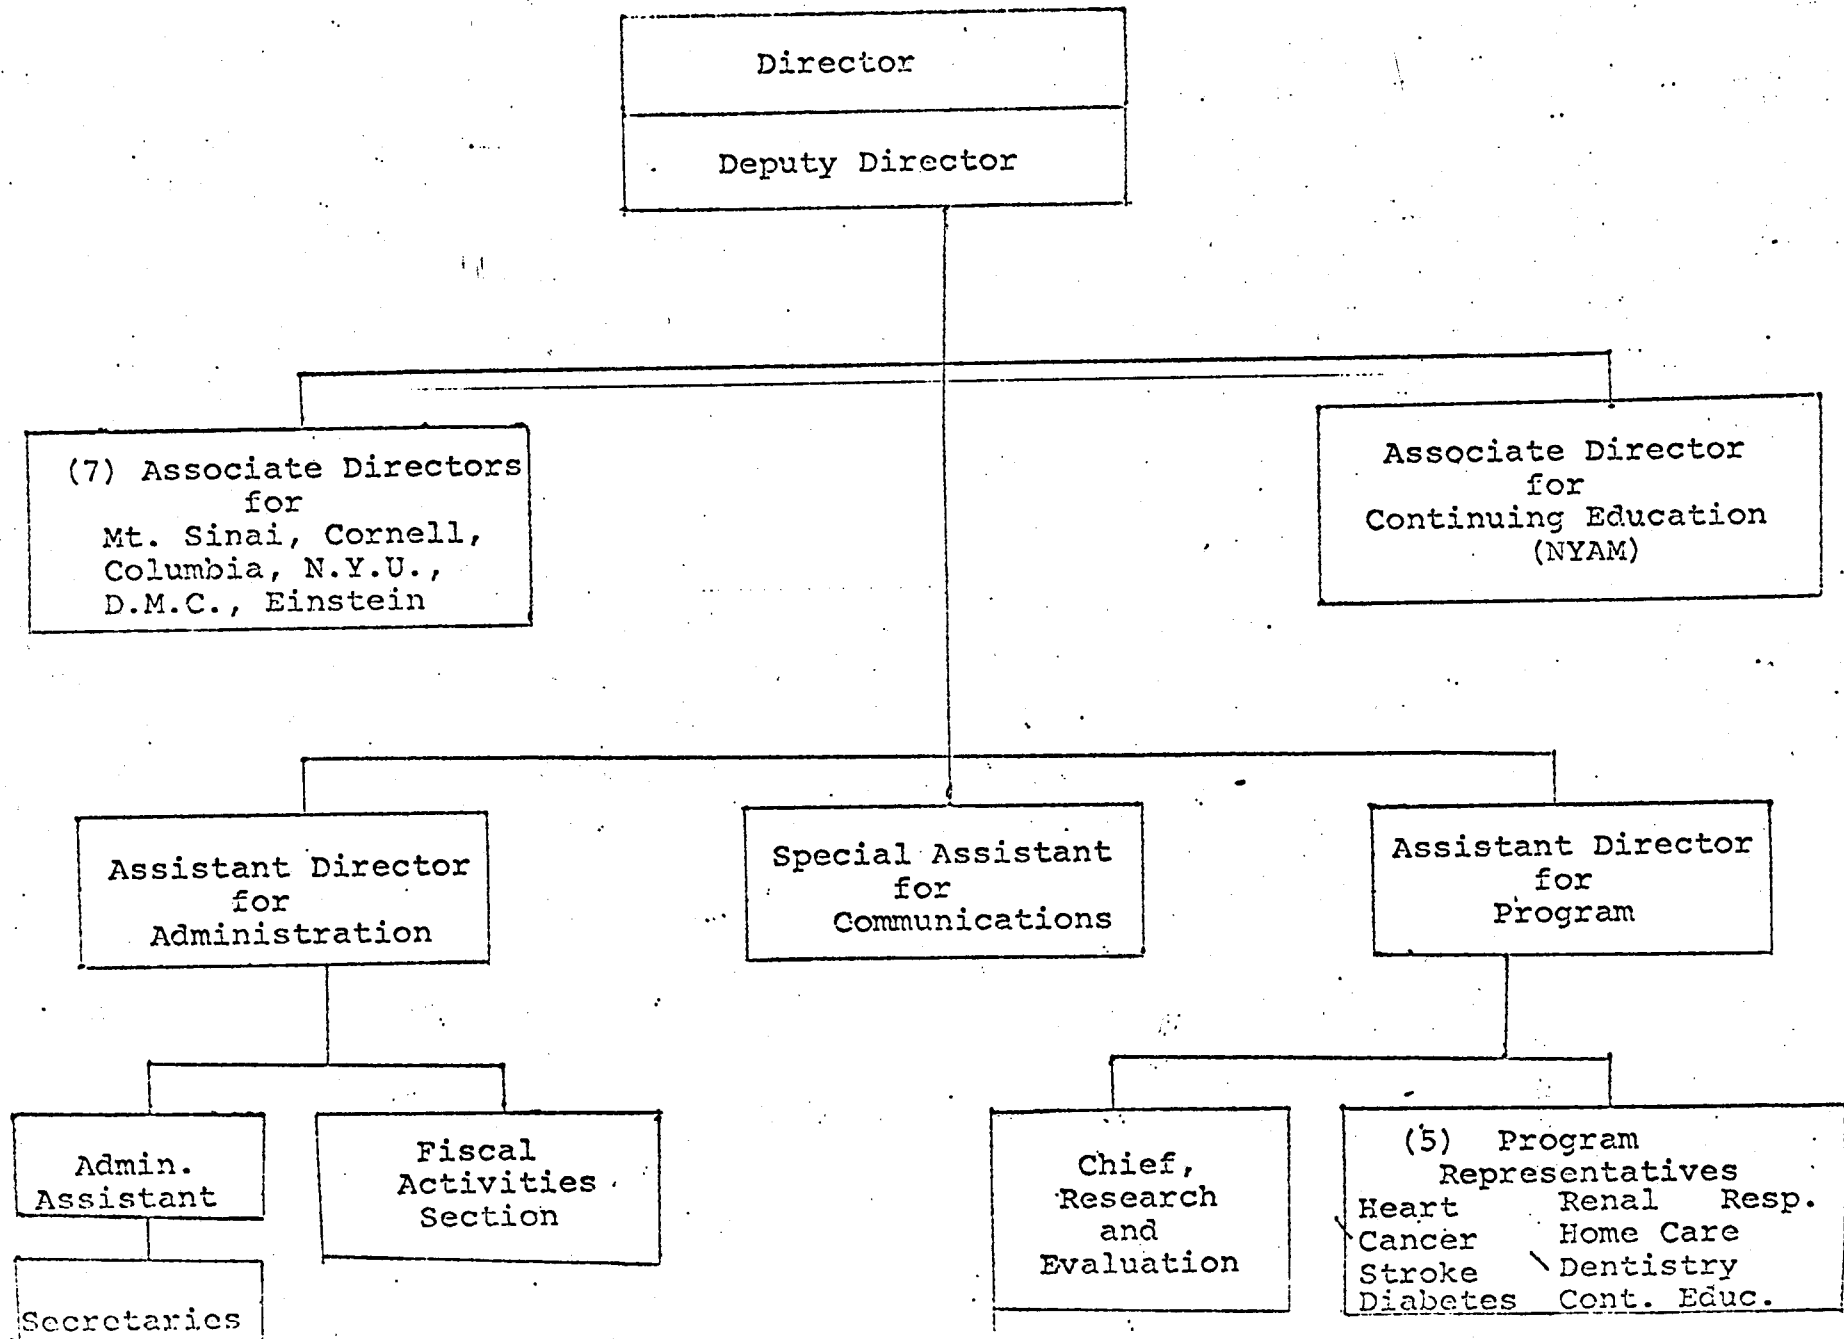 Director
Deputy Director
(7) Associate Directors
for
Mt. Sinai, Cornell,
Columbia, N.Y.U.,
D.M.C., Einstein
Associate Director
for
Continuing Education
(NYAM)
Assistant Director
for
Administration
Special Assistant
for
Communications
Assistant Director
for
Program
Admin.
Assistant
Secretaries
Fiscal
Activities
Section
Chief,
Research
and
Evaluation
(5) Program
Representatives
Heart Renal Resp.
Cancer Home Care
Stroke Dentistry
Diabetes Cont. Educ.